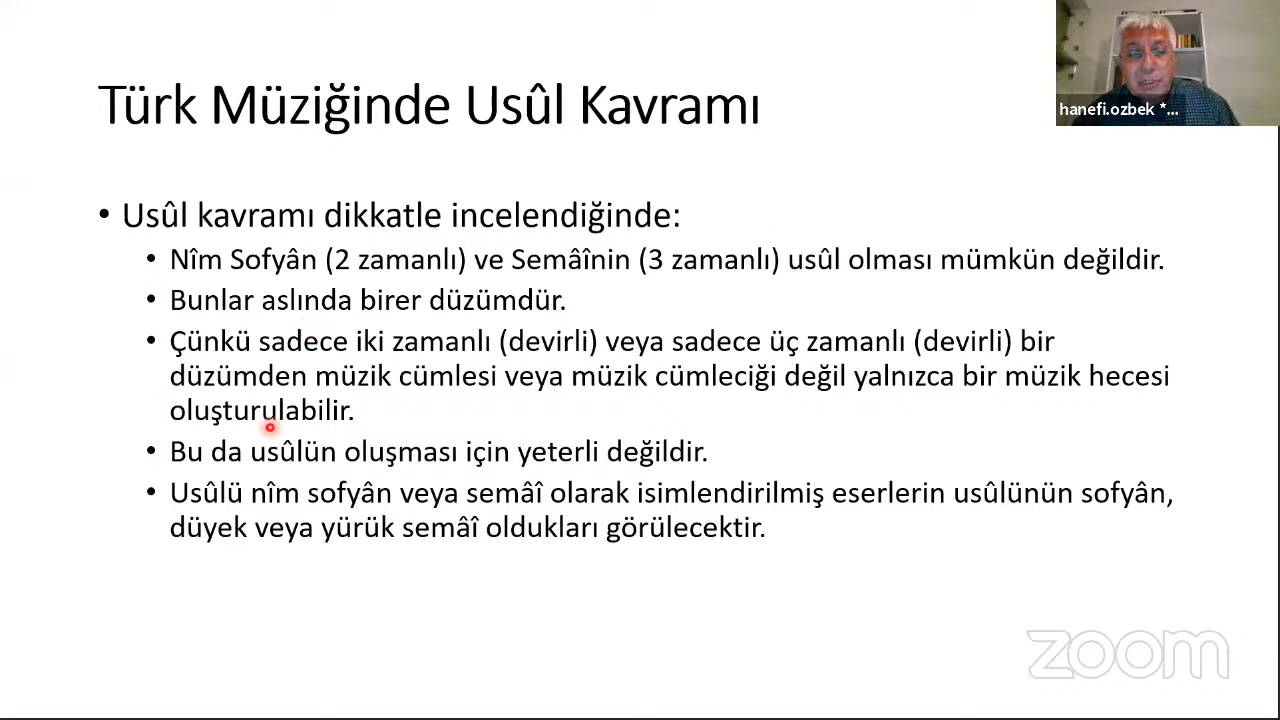 Türk Müziğinde Usûl Kavramı
hanefi.ozbek *...
• Usûl kavramı dikkatle incelendiğinde:
• Nîm Sofyân (2 zamanlı) ve Semâînin (3 zamanlı) usûl olması mümkün değildir.
• Bunlar aslında birer düzümdür.
• Çünkü sadece iki zamanlı (devirli) veya sadece üç zamanlı (devirli) bir
düzümden müzik cümlesi veya müzik cümleciği değil yalnızca bir müzik hecesi
oluşturulabilir.
• Bu da usûlün oluşması için yeterli değildir.
• Usûlü nîm sofyân veya semâî olarak isimlendirilmiş eserlerin usûlünün sofyân,
düyek veya yürük semâî oldukları görülecektir.
zoom